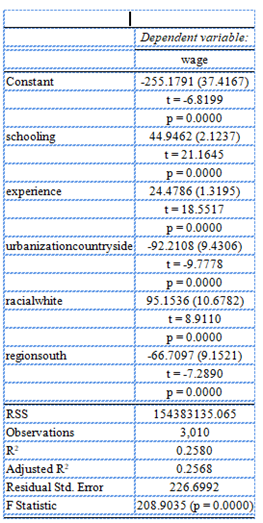 Dependent variable:
wage
Constant -255.1791 (37.4167)
t = -6.8199
p = 0.0000
schooling 44.9462 (2.1237)
t = 21.1645
p = 0.0000
experience 24.4786 (1.3195)
t = 18.5517
p = 0.0000
urbanizationcountryside -92.2108 (9.4306)
t = -9.7778
p = 0.0000
racialwhite 95.1536 (10.6782)
t = 8.9110
p = 0.0000
regionsouth -66.7097 (9.1521)
t = -7.2890
p = 0.0000
RSS 154383135.065
Observations 3,010
R² 0.2580
Adjusted R² 0.2568
Residual Std. Error 226.6992
F Statistic 208.9035 (p = 0.0000)